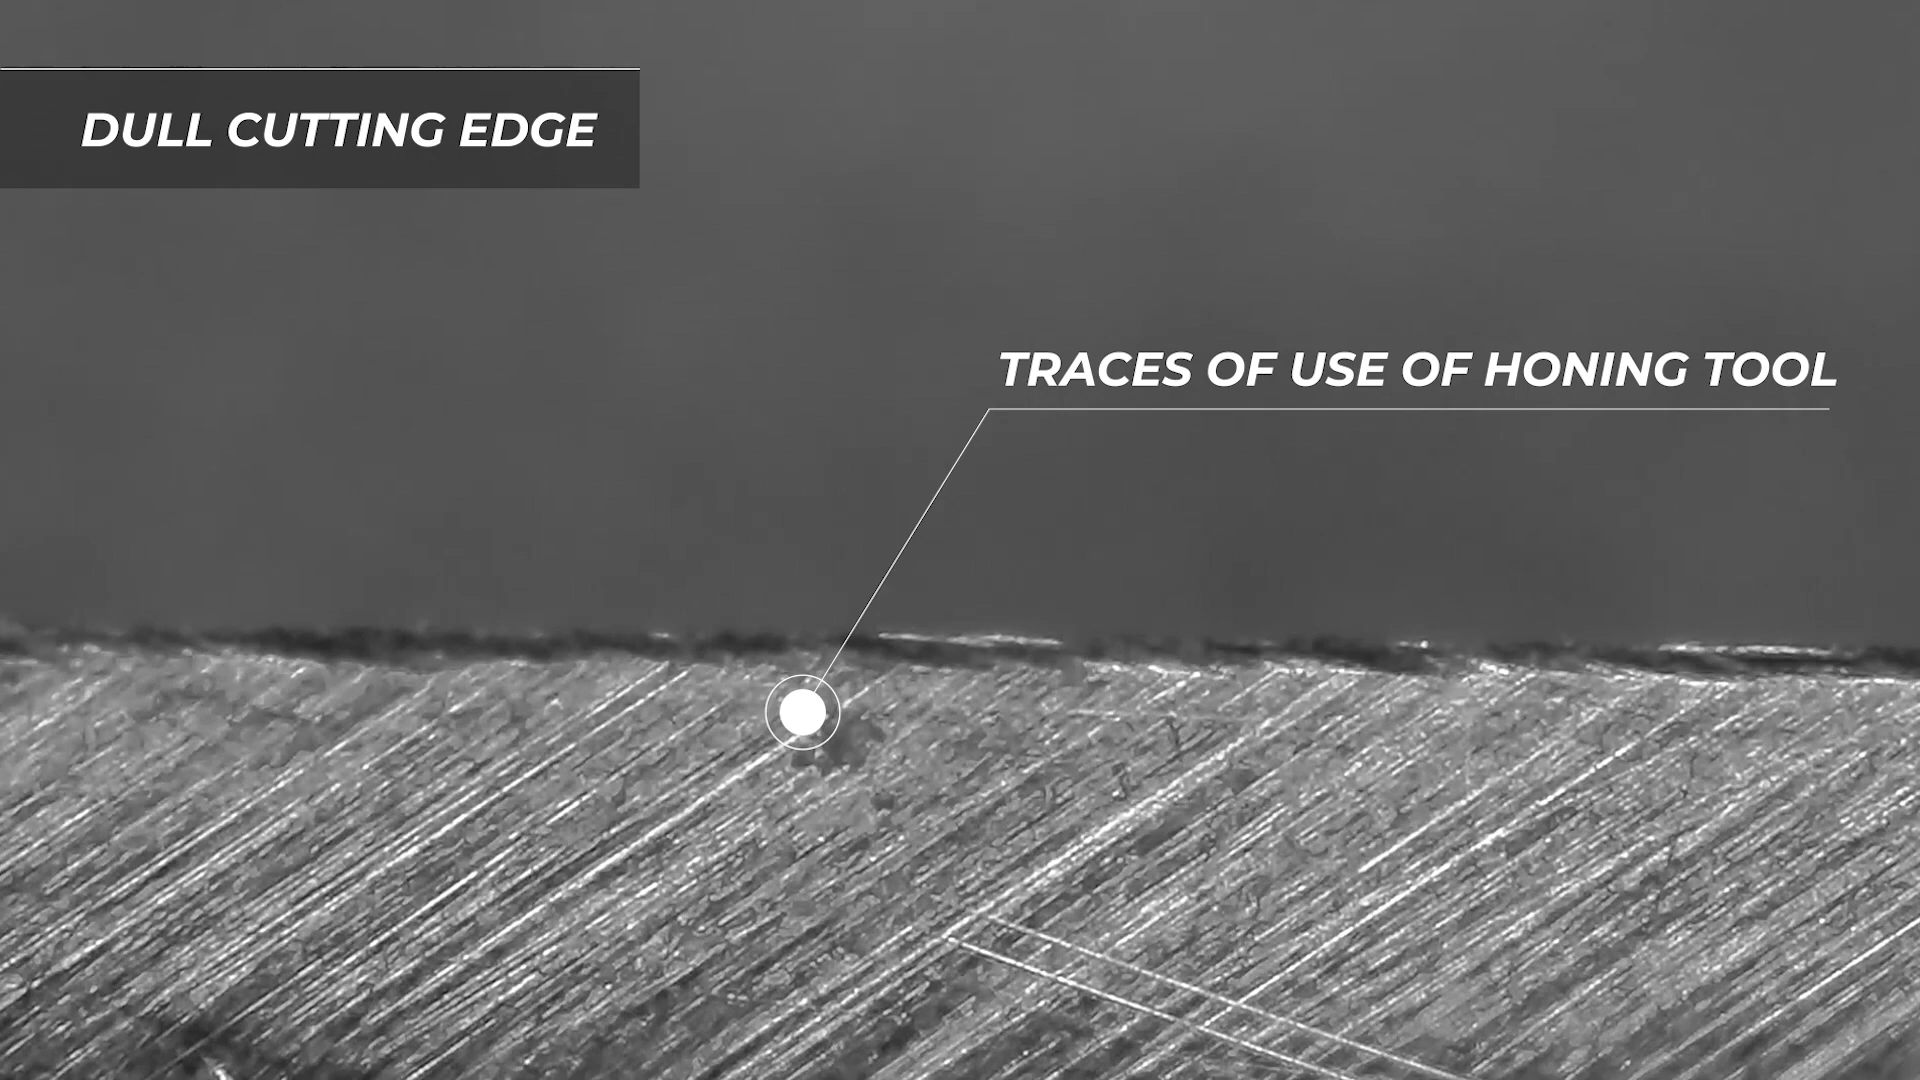 DULL CUTTING EDGE
TRACES OF USE OF HONING TOOL